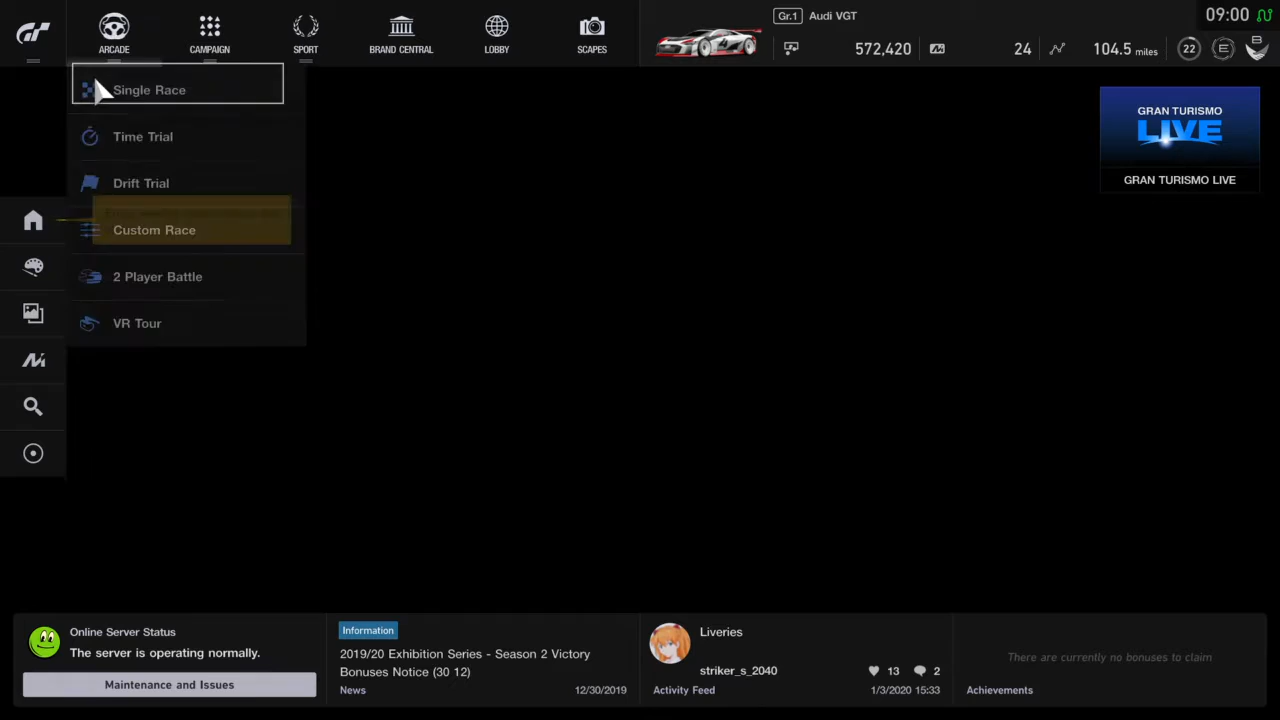 ARCADE
CAMPAIGN
SPORT
BRAND CENTRAL
LOBBY
SCAPES
Gr.1 Audi VGT
572,420
24
104.5 miles
09:00
22
E
B
Single Race
Time Trial
Drift Trial
Custom Race
2 Player Battle
VR Tour
GRAN TURISMO
LIVE
GRAN TURISMO LIVE
Online Server Status
The server is operating normally.
Maintenance and Issues
Information
2019/20 Exhibition Series - Season 2 Victory
Bonuses Notice (30 12)
News 12/30/2019
Liveries
striker_s_2040 13 2
Activity Feed 1/3/2020 15:33
There are currently no bonuses to claim
Achievements